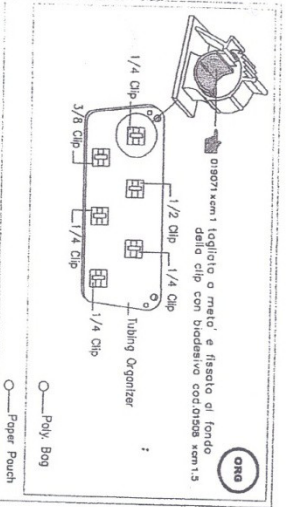 ORG
019071 xcm1 tagliato a meta' e fissato al fondo
della clip con biadesivo cod.01508 xcm1.5
1/4 Clip
1/2 Clip
1/4 Clip
Tubing Organizer
3/8 Clip
1/4 Clip
1/4 Clip
Poly. Bag
Paper Pouch